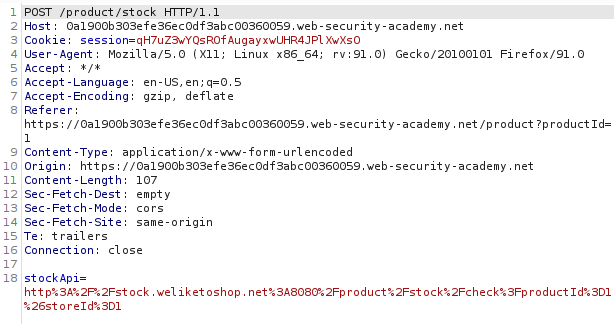 1 POST /product/stock HTTP/1.1
2 Host: 0a1900b303efe36ec0df3abc00360059.web-security-academy.net
3 Cookie: session=qH7uZ3wYQsROfAugayxwUHR4JPlXwXsO
4 User-Agent: Mozilla/5.0 (X11; Linux x86_64; rv:91.0) Gecko/20100101 Firefox/91.0
5 Accept: */*
6 Accept-Language: en-US,en;q=0.5
7 Accept-Encoding: gzip, deflate
8 Referer:
https://0a1900b303efe36ec0df3abc00360059.web-security-academy.net/product?productId=
1
9 Content-Type: application/x-www-form-urlencoded
10 Origin: https://0a1900b303efe36ec0df3abc00360059.web-security-academy.net
11 Content-Length: 107
12 Sec-Fetch-Dest: empty
13 Sec-Fetch-Mode: cors
14 Sec-Fetch-Site: same-origin
15 Te: trailers
16 Connection: close
17
18 stockApi=
http%3A%2F%2Fstock.weliketoshop.net%3A8080%2Fproduct%2Fstock%2Fcheck%3FproductId%3D1
%26storeId%3D1